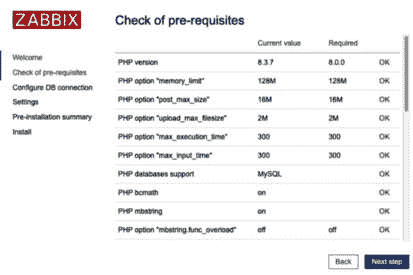 ZABBIX
Check of pre-requisites
Welcome
Check of pre-requisites
Configure DB connection
Settings
Pre-installation summary
Install
Current value Required
PHP version 8.3.7 8.0.0 OK
PHP option "memory_limit" 128M 128M OK
PHP option "post_max_size" 16M 16M OK
PHP option "upload_max_filesize" 2M 2M OK
PHP option "max_execution_time" 300 300 OK
PHP option "max_input_time" 300 300 OK
PHP databases support MySQL OK
PHP bcmath on OK
PHP mbstring on OK
PHP option "mbstring.func_overload" off off OK
Back Next step